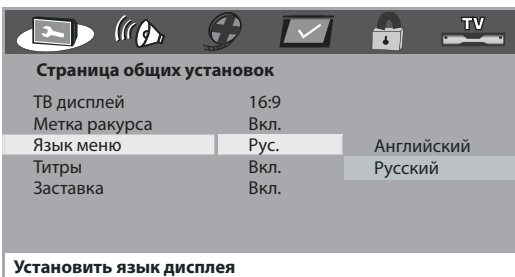 TV
Страница общих установок
ТВ дисплей 16:9
Метка ракурса Вкл.
Язык меню Рус. Английский
Титры Вкл. Русский
Заставка Вкл.
Установить язык дисплея